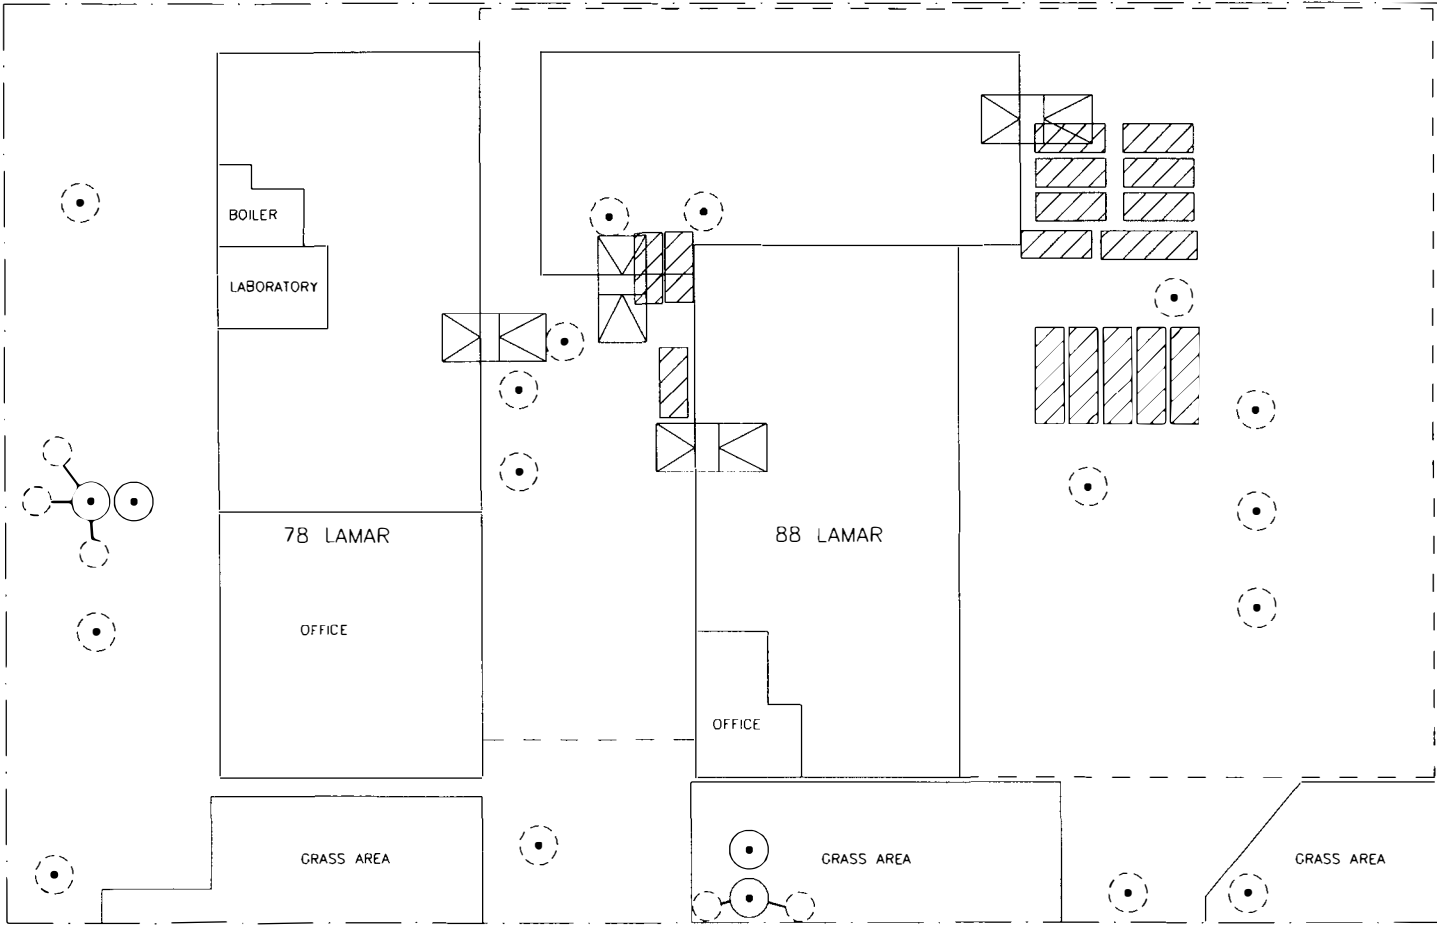 BOILER
LABORATORY
78 LAMAR
88 LAMAR
OFFICE
OFFICE
GRASS AREA
GRASS AREA
GRASS AREA